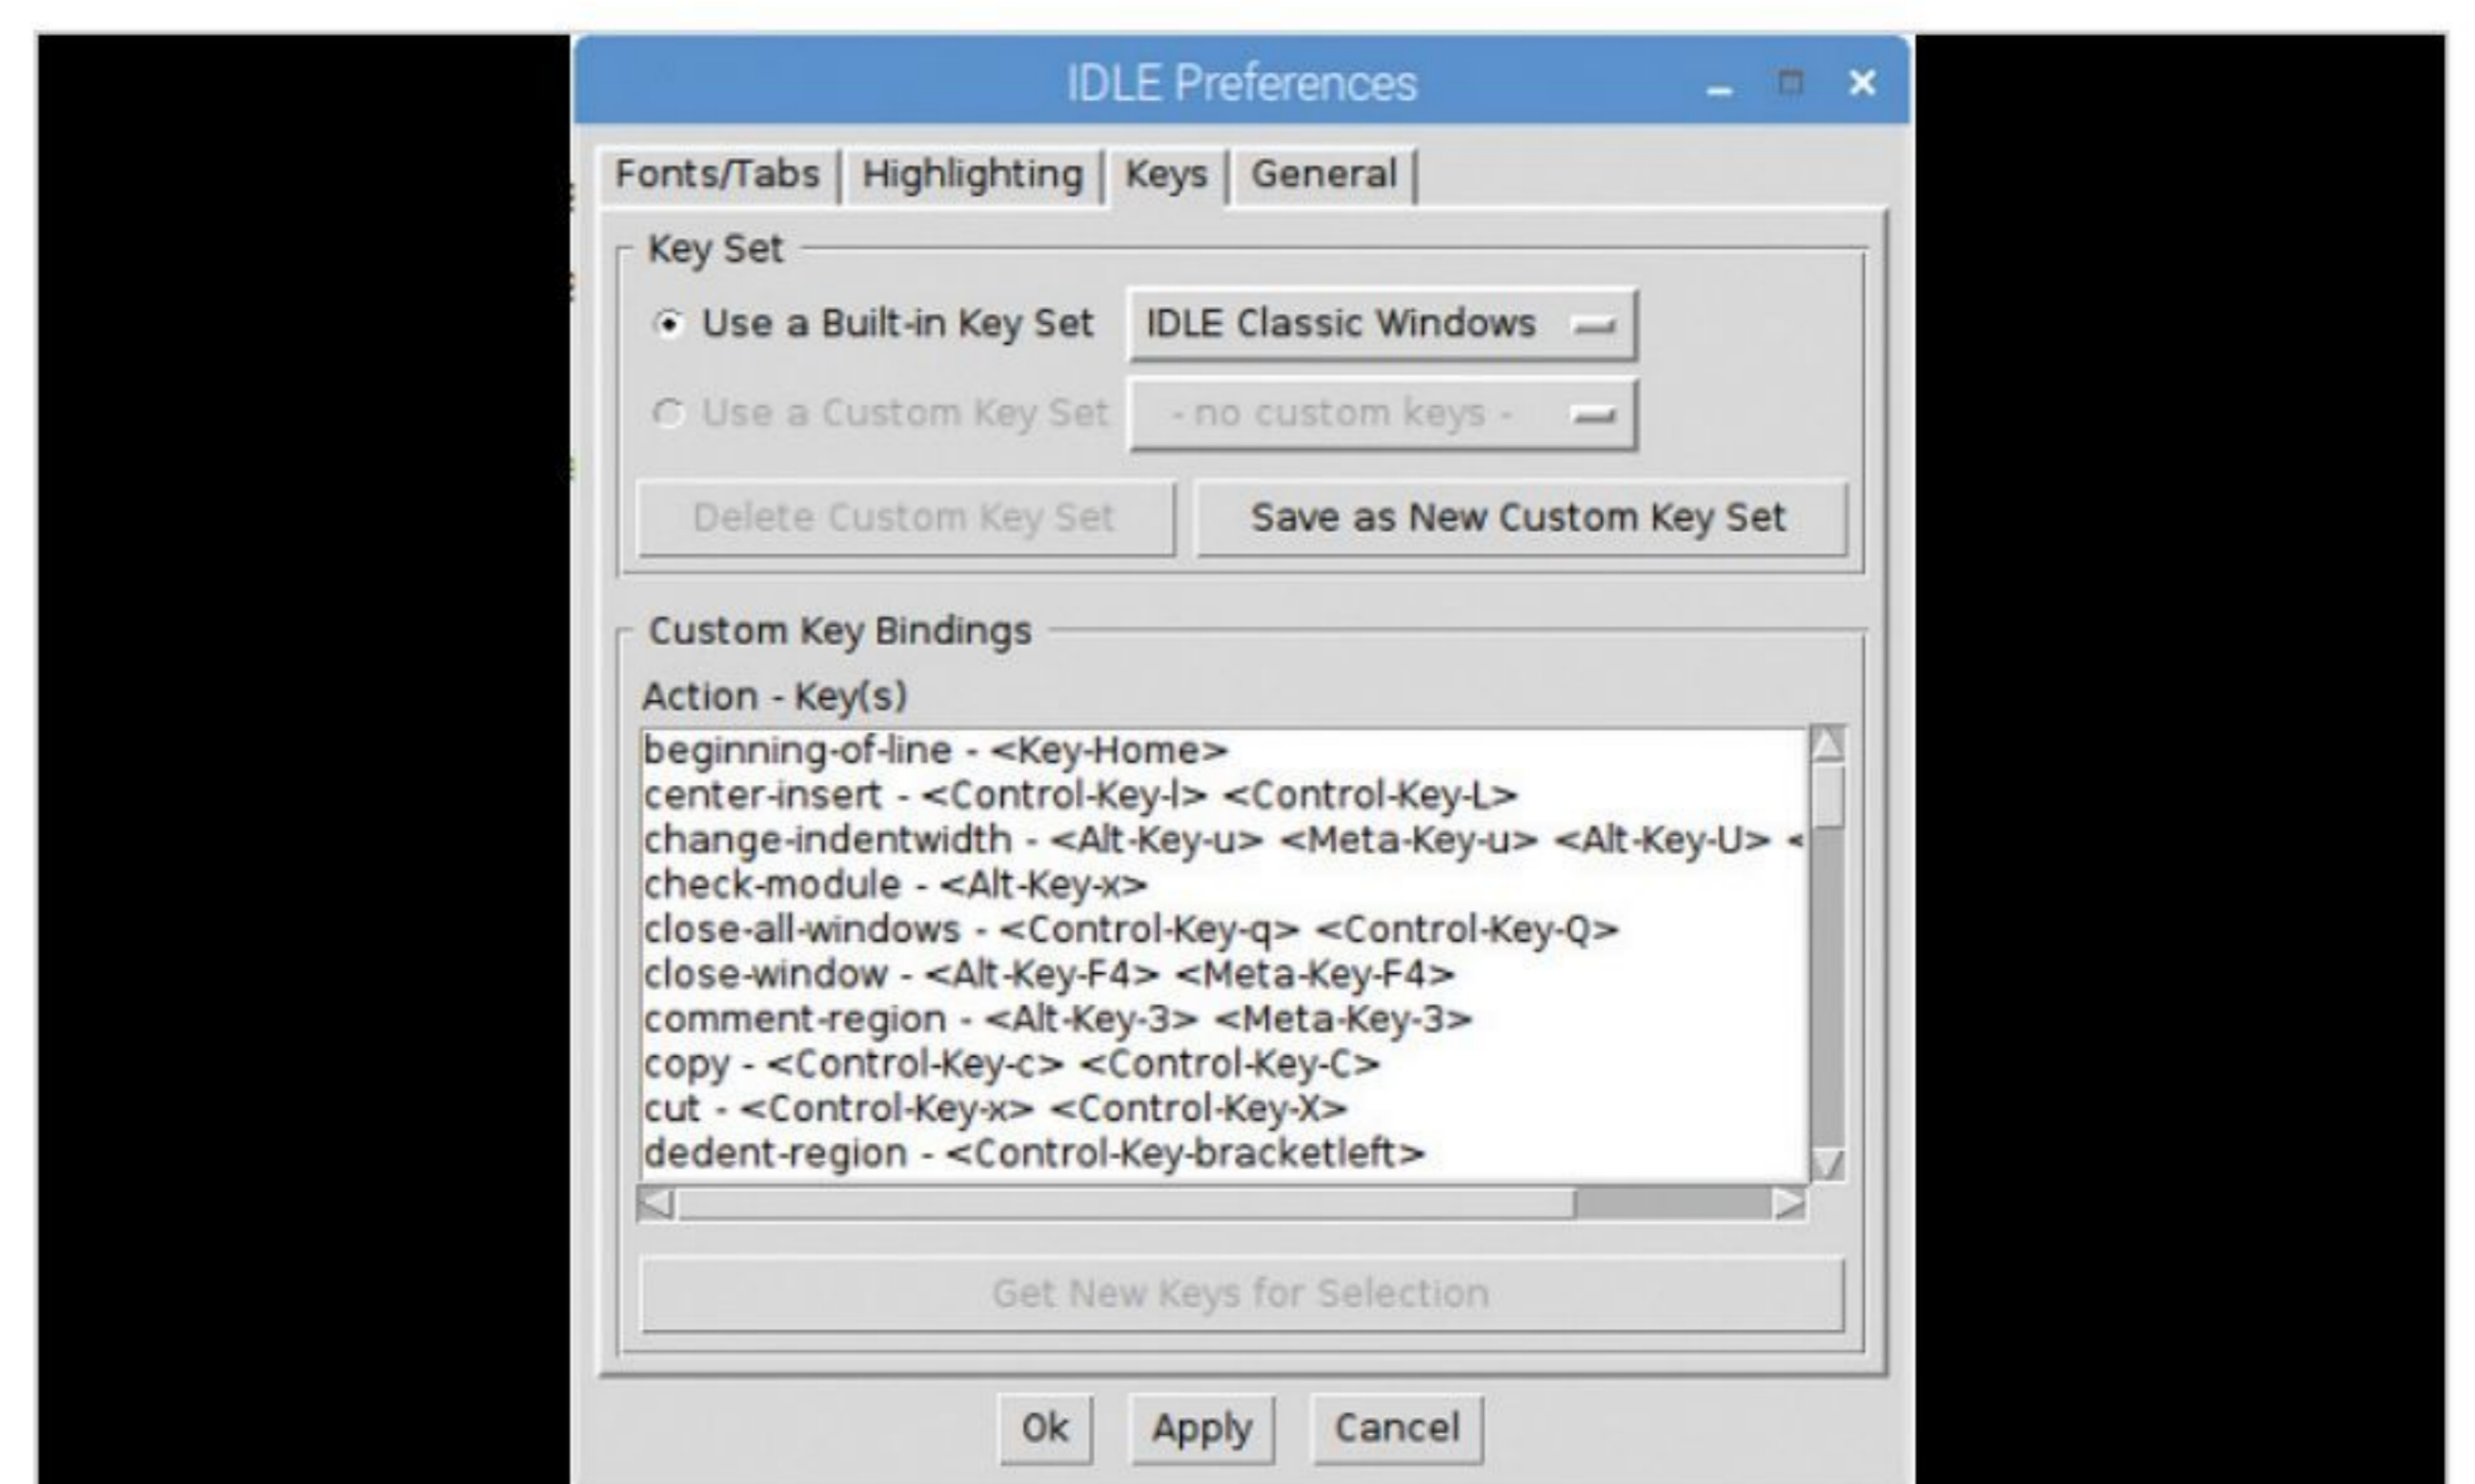 IDLE Preferences
Fonts/Tabs Highlighting Keys General
Key Set
Use a Built-in Key Set IDLE Classic Windows
Use a Custom Key Set - no custom keys -
Delete Custom Key Set Save as New Custom Key Set
Custom Key Bindings
Action - Key(s)
beginning-of-line - <Key-Home>
center-insert - <Control-Key-l> <Control-Key-L>
change-indentwidth - <Alt-Key-u> <Meta-Key-u> <Alt-Key-U> <
check-module - <Alt-Key-x>
close-all-windows - <Control-Key-q> <Control-Key-Q>
close-window - <Alt-Key-F4> <Meta-Key-F4>
comment-region - <Alt-Key-3> <Meta-Key-3>
copy - <Control-Key-c> <Control-Key-C>
cut - <Control-Key-x> <Control-Key-X>
dedent-region - <Control-Key-bracketleft>
Get New Keys for Selection
Ok Apply Cancel